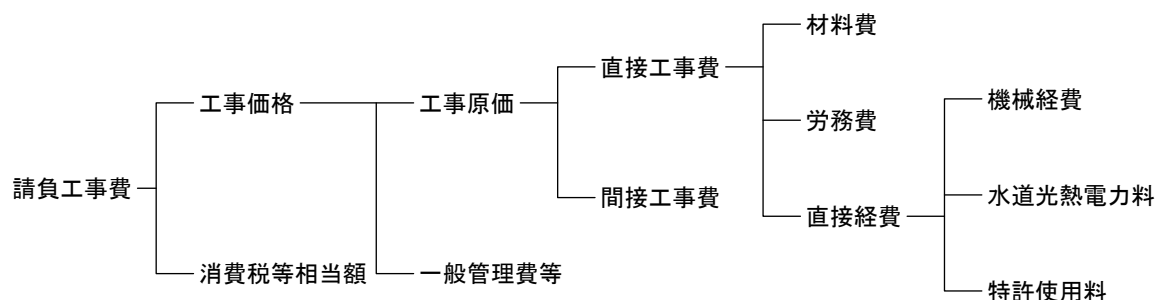 請負工事費
工事価格
消費税等相当額
工事原価
一般管理費等
直接工事費
間接工事費
材料費
労務費
直接経費
機械経費
水道光熱電力料
特許使用料